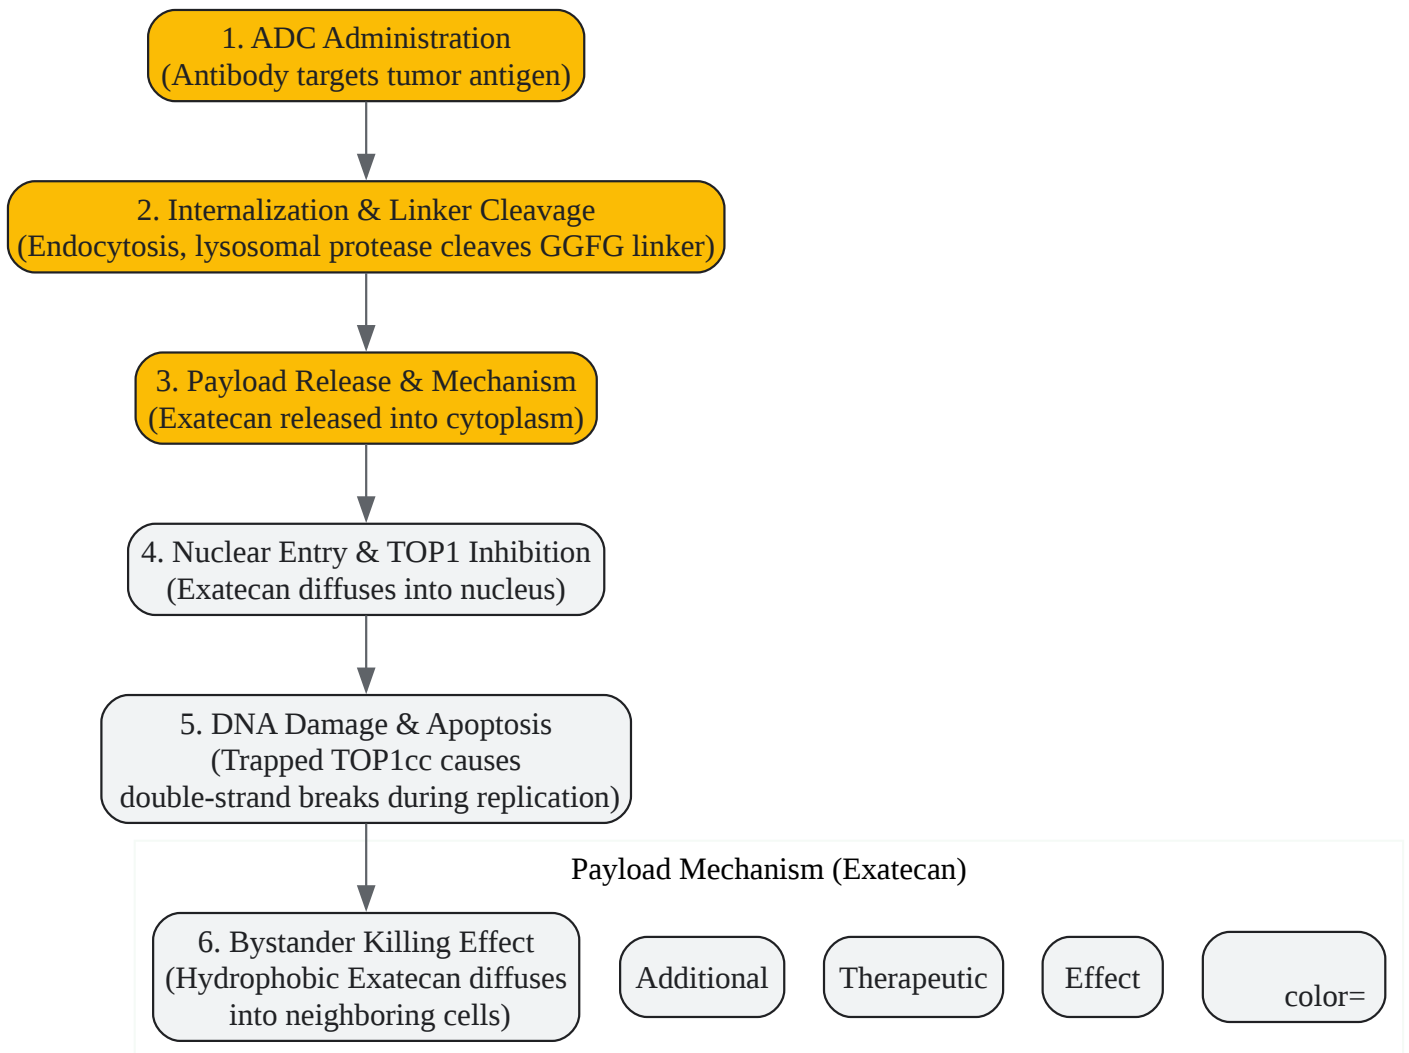 1. ADC Administration
(Antibody targets tumor antigen)
2. Internalization & Linker Cleavage
(Endocytosis, lysosomal protease cleaves GGFG linker)
3. Payload Release & Mechanism
(Exatecan released into cytoplasm)
4. Nuclear Entry & TOP1 Inhibition
(Exatecan diffuses into nucleus)
5. DNA Damage & Apoptosis
(Trapped TOP1cc causes
double-strand breaks during replication)
Payload Mechanism (Exatecan)
6. Bystander Killing Effect
(Hydrophobic Exatecan diffuses
into neighboring cells)
Additional
Therapeutic
Effect
color=